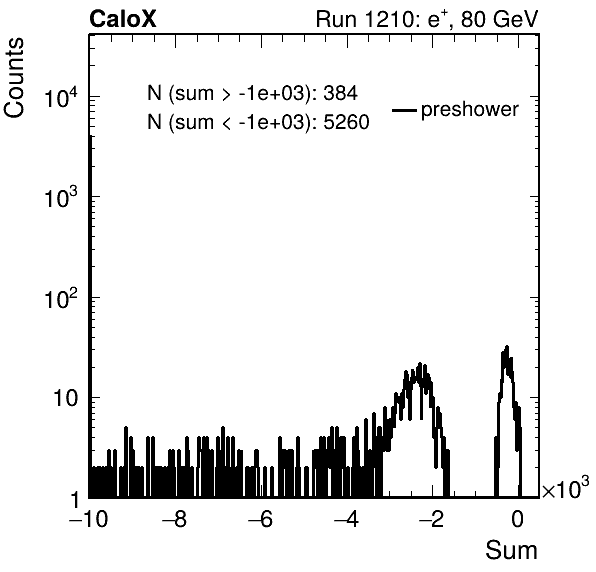 CaloX Run 1210: e⁺, 80 GeV
Counts
N (sum > -1e+03): 384
N (sum < -1e+03): 5260
preshower
10⁴
10³
10²
10
1
−10 −8 −6 −4 −2 0 ×10³
Sum